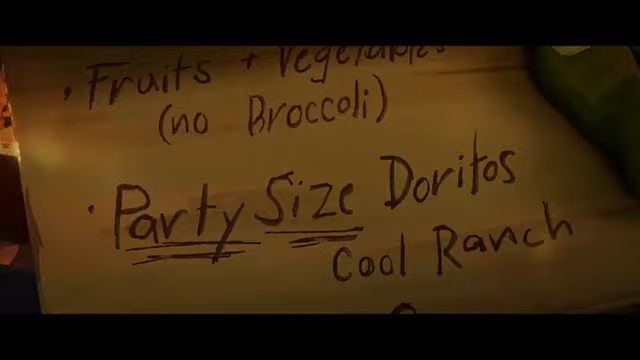 • Fruits + Vegetables
(no Broccoli)
• Party Size Doritos
Cool Ranch